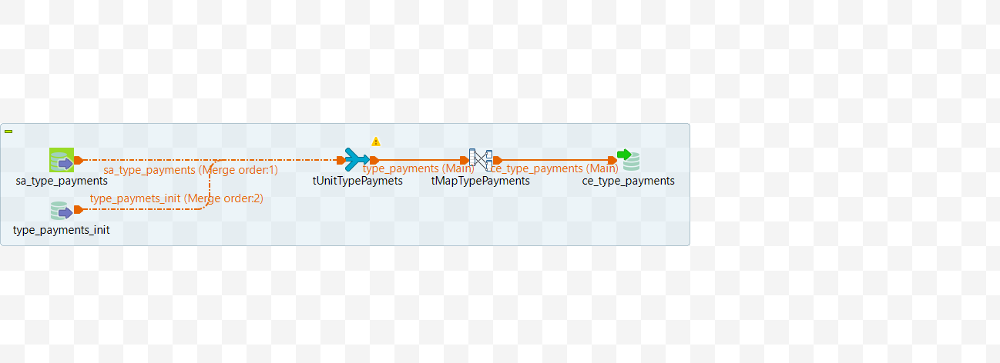 sa_type_payments (Merge order:1)
type_payments (Main)
ce_type_payments (Main)
sa_type_payments
tUnitTypePaymets
tMapTypePayments
ce_type_payments
type_paymets_init (Merge order:2)
type_payments_init